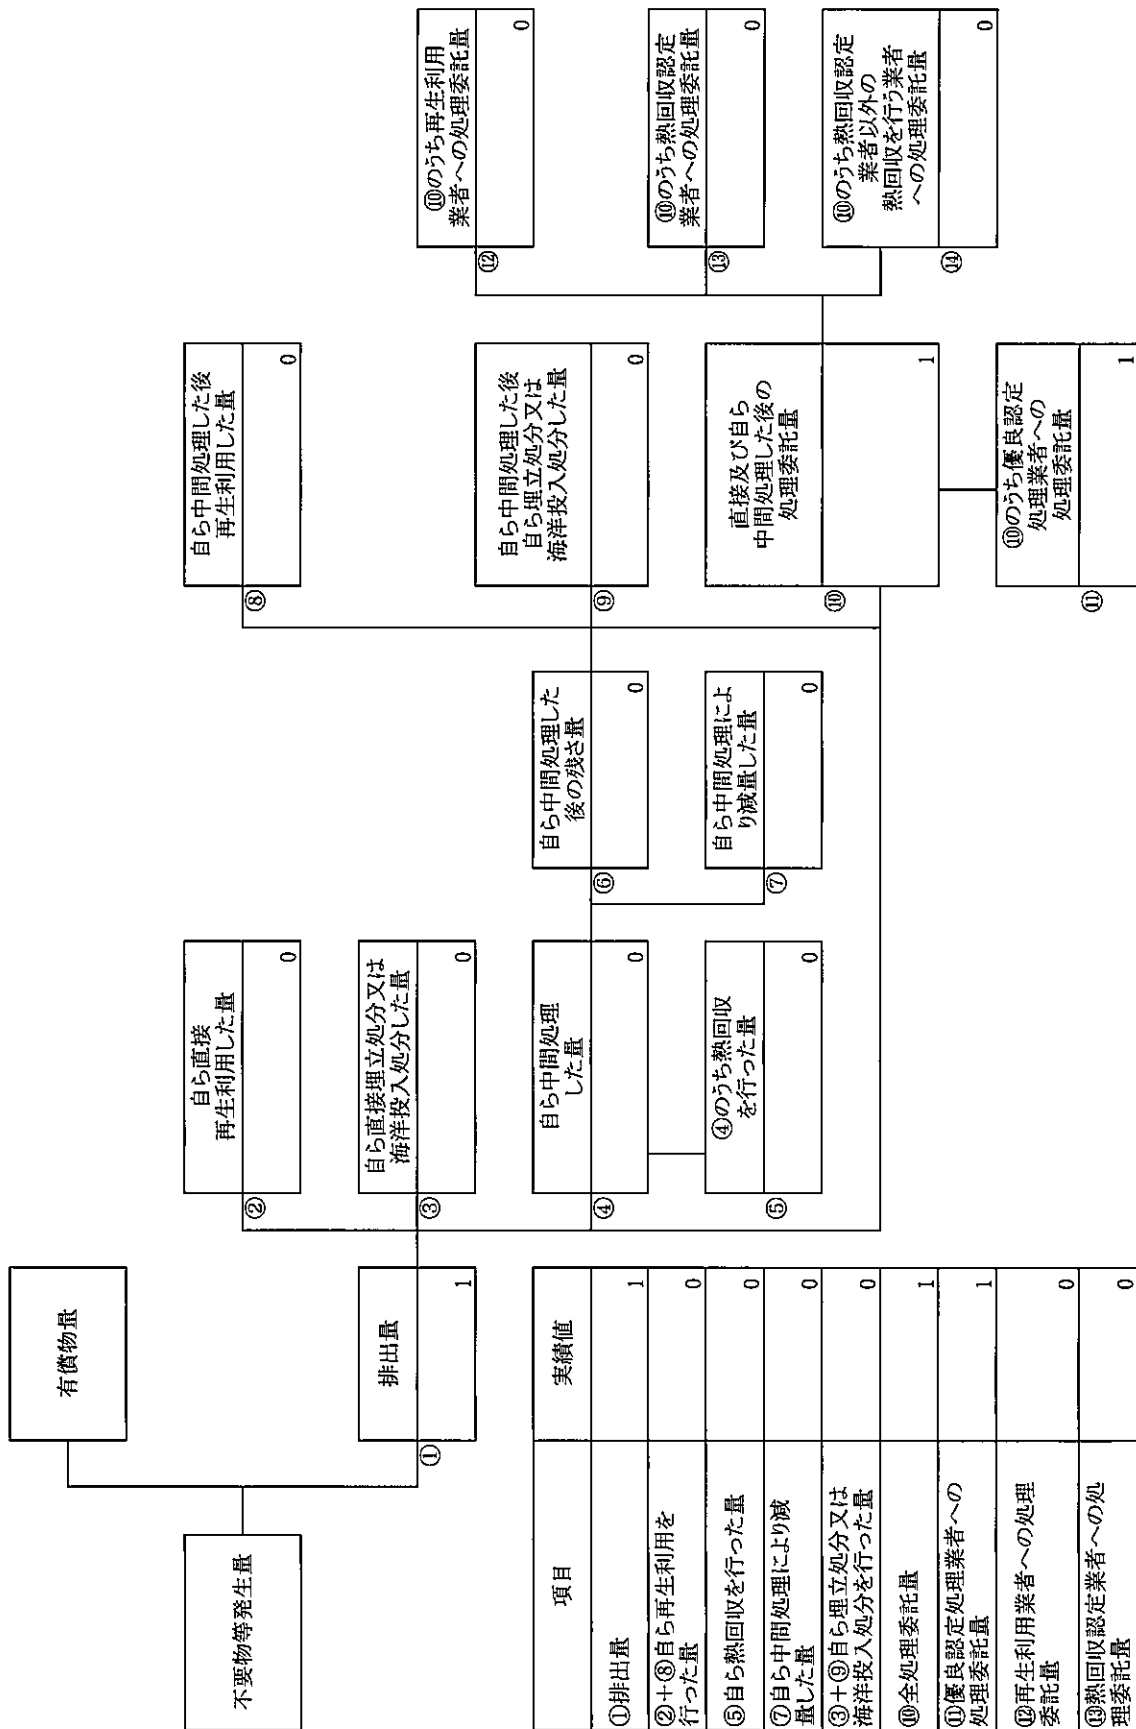 不要物等発生量
有償物量
①
排出量
1
②
自ら直接
再生利用した量
0
③
自ら直接埋立処分又は
海洋投入処分した量
0
④
自ら中間処理
した量
0
⑤
④のうち熱回収
を行った量
0
⑥
自ら中間処理した
後の残さ量
0
⑦
自ら中間処理によ
り減量した量
0
⑧
自ら中間処理した後
再生利用した量
0
⑨
自ら中間処理した後
自ら埋立処分又は
海洋投入処分した量
0
⑩
直接及び自ら
中間処理した後の
処理委託量
1
⑪
⑩のうち優良認定
処理業者への
処理委託量
1
⑫
⑩のうち再生利用
業者への処理委託量
0
⑬
⑩のうち熱回収認定
業者への処理委託量
0
⑭
⑩のうち熱回収認定
業者以外の
熱回収を行う業者
への処理委託量
0
項目 実績値
①排出量 1
②+⑧自ら再生利用を
行った量 0
⑤自ら熱回収を行った量 0
⑦自ら中間処理により減
量した量 0
③+⑨自ら埋立処分又は
海洋投入処分を行った量 0
⑩全処理委託量 1
⑪優良認定処理業者への
処理委託量 1
⑫再生利用業者への処理
委託量 0
⑬熱回収認定業者への処
理委託量 0